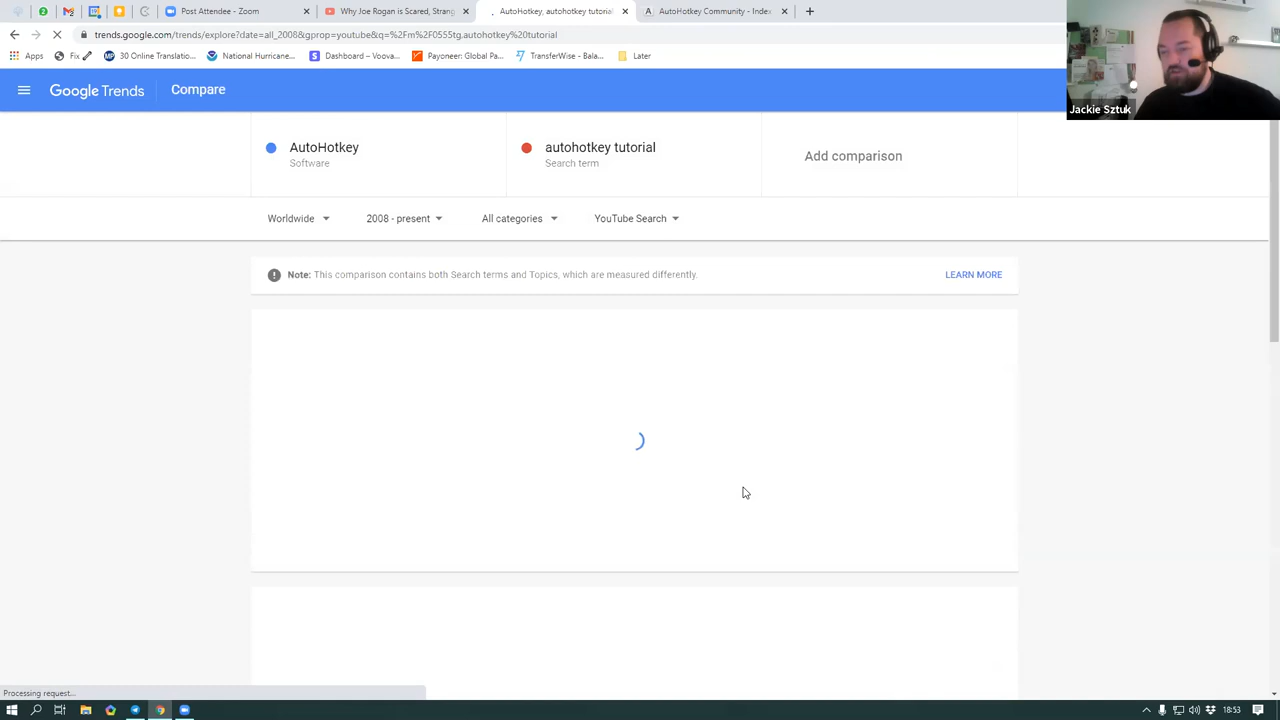 Post Attendee - Zoom
Why Joe Rogan is Scared, Strang
AutoHotkey, autohotkey tutorial
AutoHotkey Community - Index
trends.google.com/trends/explore?date=all_2008&gprop=youtube&q=%2Fm%2F0555tg,autohotkey%20tutorial
Apps
Fix
30 Online Translatio...
National Hurricane...
Dashboard – Voova...
Payoneer: Global Pa...
TransferWise - Bala...
Later
Google Trends
Compare
Jackie Sztuk
AutoHotkey
Software
autohotkey tutorial
Search term
Add comparison
Worldwide
2008 - present
All categories
YouTube Search
Note: This comparison contains both Search terms and Topics, which are measured differently.
LEARN MORE
Processing request...
18:53